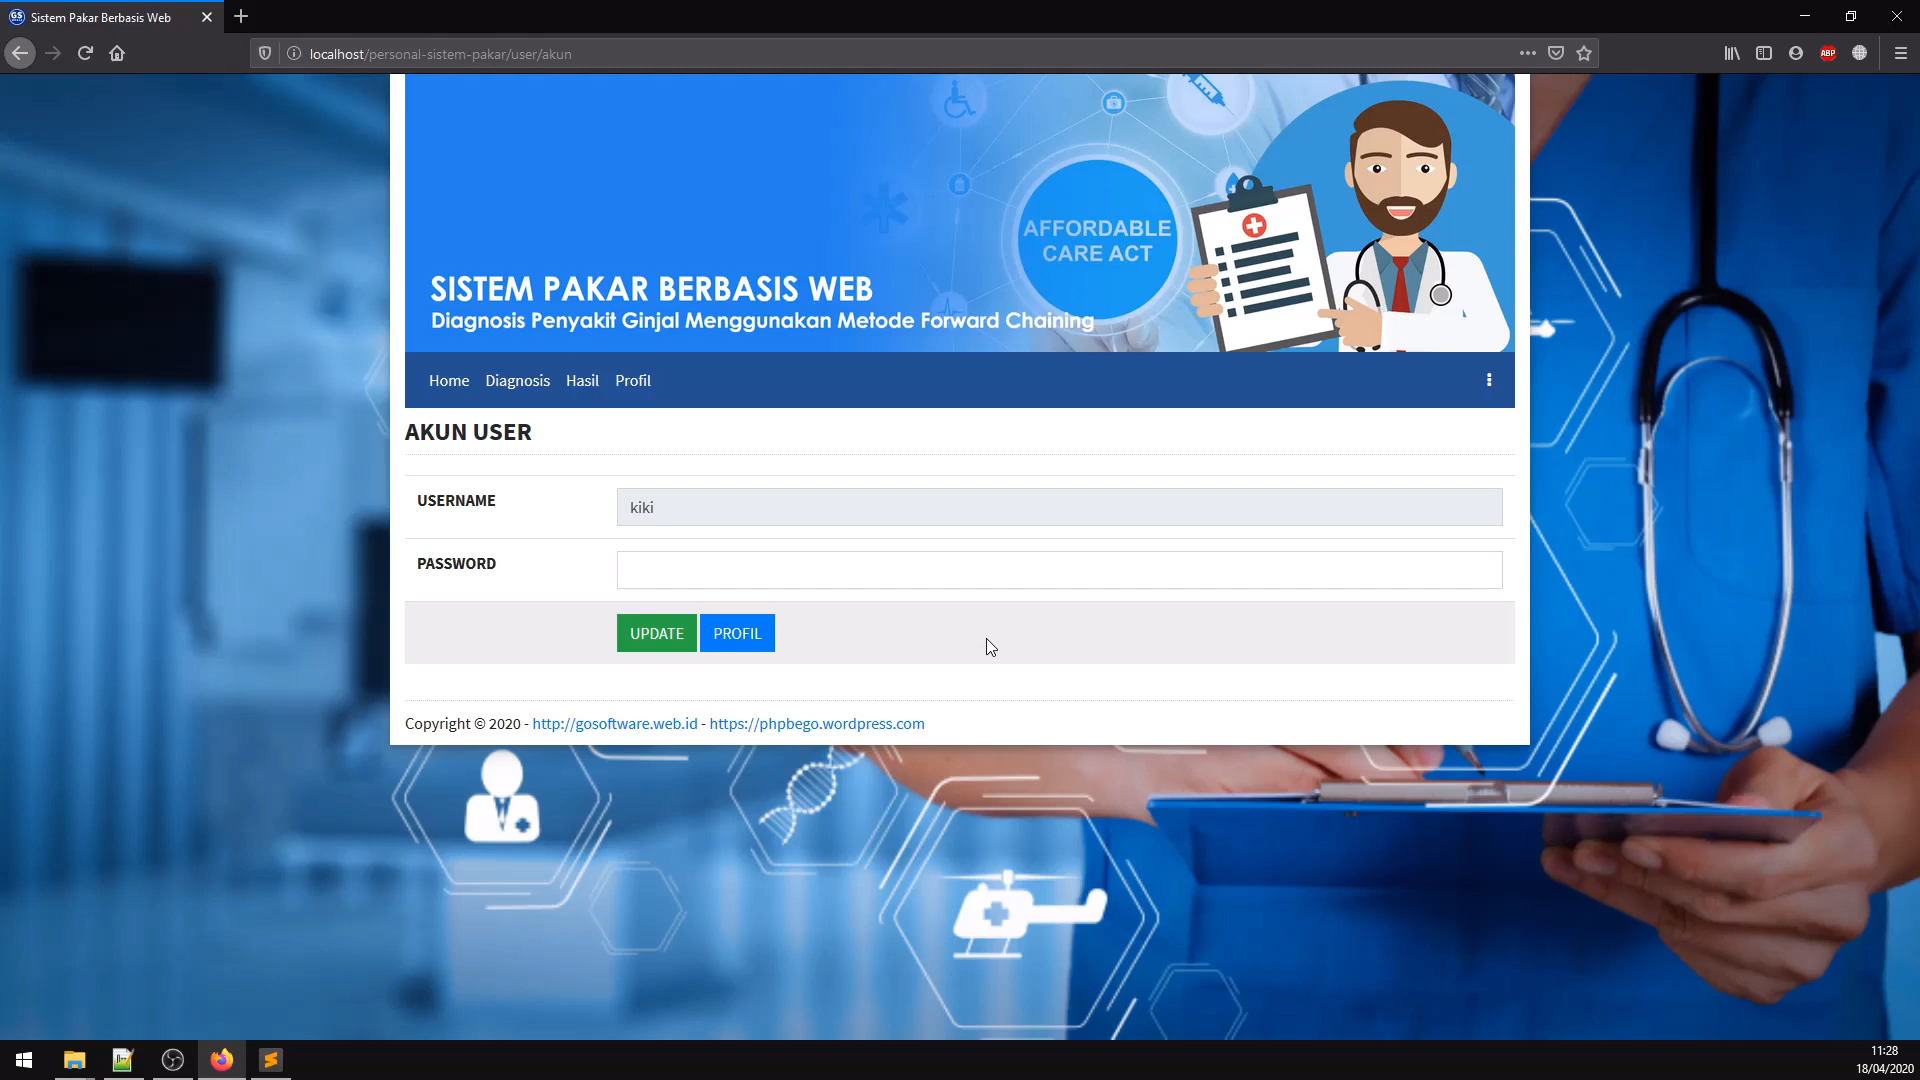 Sistem Pakar Berbasis Web
localhost/personal-sistem-pakar/user/akun
ABP
AFFORDABLE
CARE ACT
SISTEM PAKAR BERBASIS WEB
Diagnosis Penyakit Ginjal Menggunakan Metode Forward Chaining
Home Diagnosis Hasil Profil
AKUN USER
USERNAME kiki
PASSWORD
UPDATE PROFIL
Copyright © 2020 - http://gosoftware.web.id - https://phpbego.wordpress.com
11:28
18/04/2020